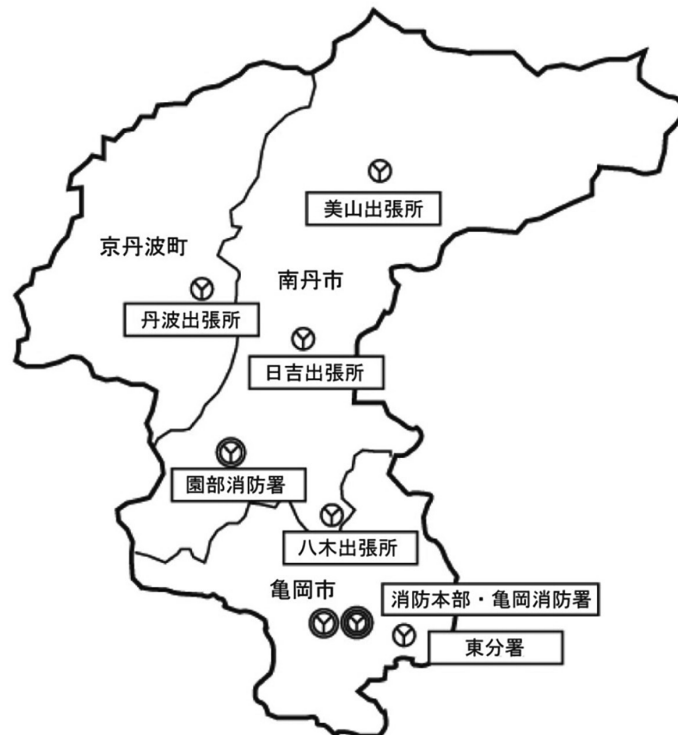 美山出張所
京丹波町
南丹市
丹波出張所
日吉出張所
園部消防署
八木出張所
亀岡市
消防本部・亀岡消防署
東分署